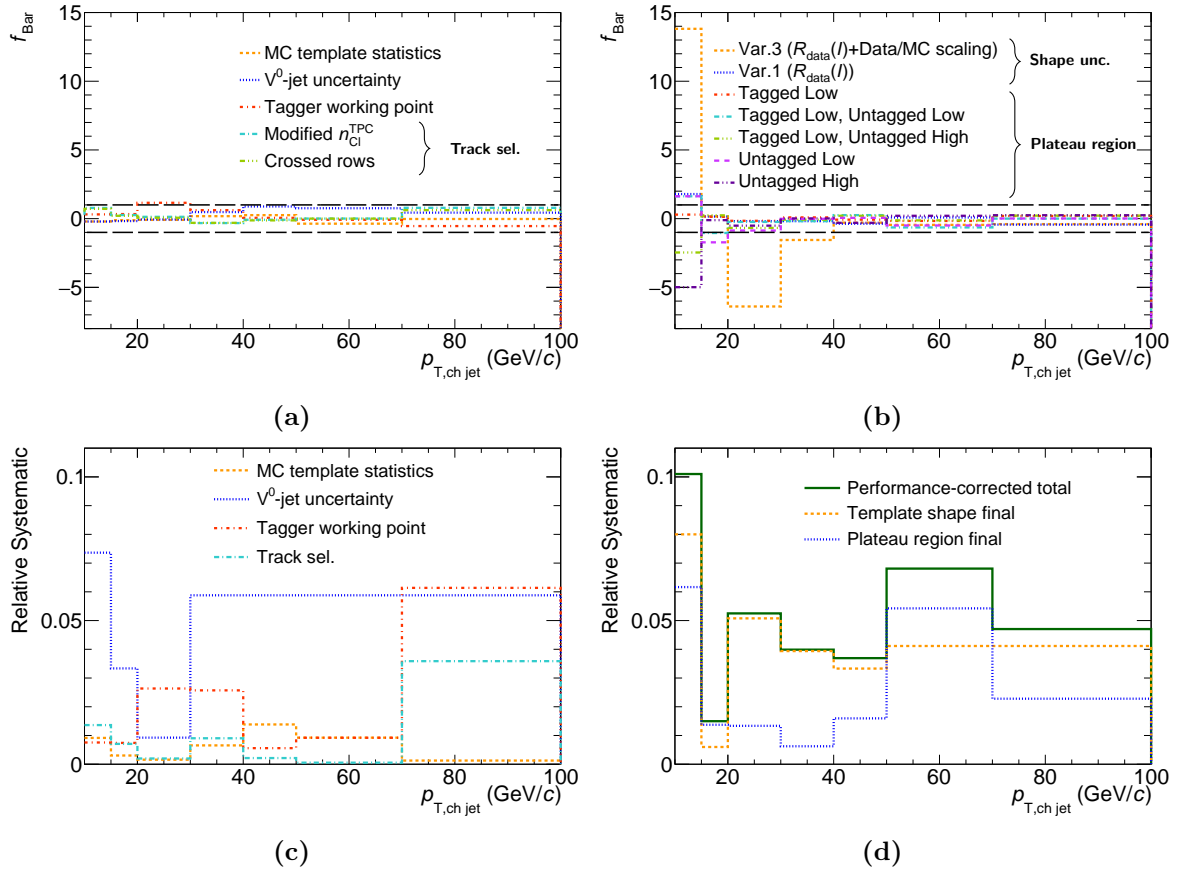 f_Bar
15
10
5
0
−5
MC template statistics
V⁰-jet uncertainty
Tagger working point
Modified n_Cl^TPC
Crossed rows
Track sel.
20 40 60 80 100
p_T,ch jet (GeV/c)
(a)
f_Bar
15
10
5
0
−5
Var.3 (R_data(I)+Data/MC scaling)
Var.1 (R_data(I))
Shape unc.
Tagged Low
Tagged Low, Untagged Low
Tagged Low, Untagged High
Untagged Low
Untagged High
Plateau region
20 40 60 80 100
p_T,ch jet (GeV/c)
(b)
Relative Systematic
0.1
0.05
0
MC template statistics
V⁰-jet uncertainty
Tagger working point
Track sel.
20 40 60 80 100
p_T,ch jet (GeV/c)
(c)
Relative Systematic
0.1
0.05
0
Performance-corrected total
Template shape final
Plateau region final
20 40 60 80 100
p_T,ch jet (GeV/c)
(d)